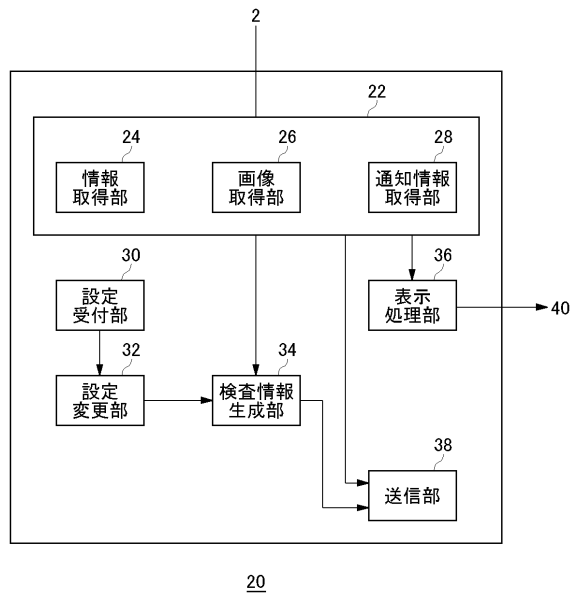 2
22
24
26
28
情報
取得部
画像
取得部
通知情報
取得部
30
36
設定
受付部
表示
処理部
40
32
34
設定
変更部
検査情報
生成部
38
送信部
20